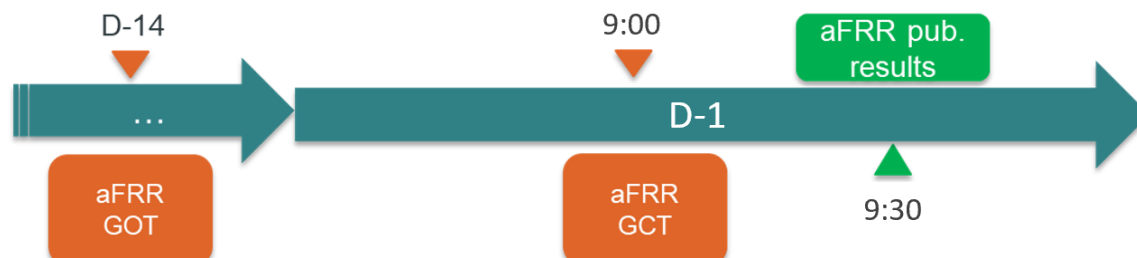 D-14
9:00
aFRR pub.
results
...
D-1
aFRR
GOT
aFRR
GCT
9:30